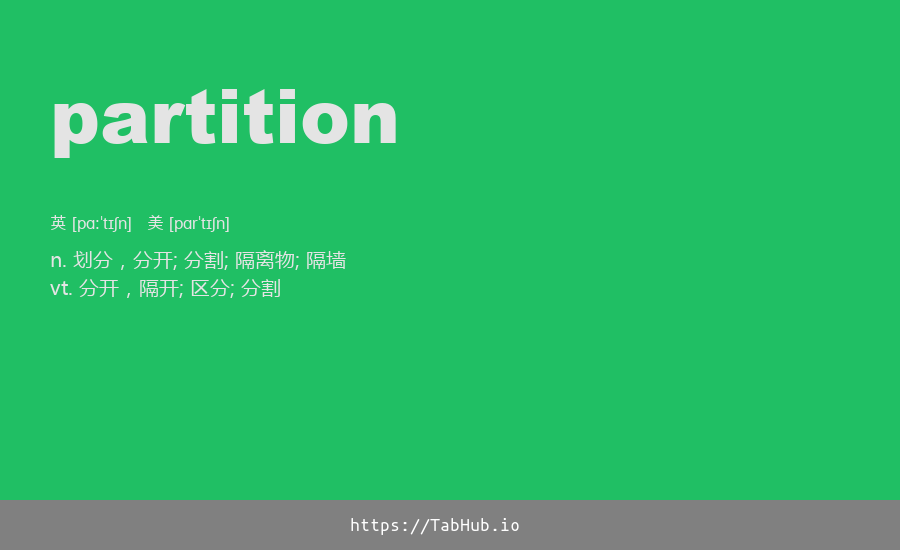 partition
英 [pɑːˈtɪʃn] 美 [pɑrˈtɪʃn]
n. 划分，分开; 分割; 隔离物; 隔墙
vt. 分开，隔开; 区分; 分割
https://TabHub.io